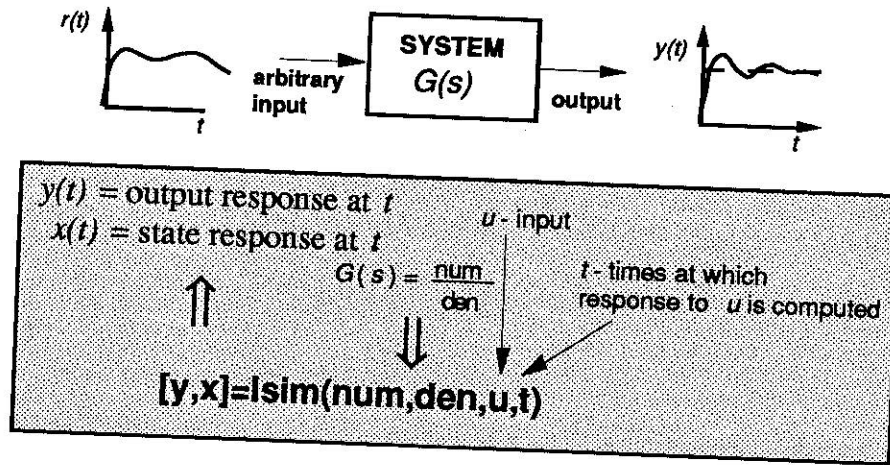 r(t)
t
arbitrary
input
SYSTEM
G(s)
output
y(t)
t
y(t) = output response at t
x(t) = state response at t
u - input
G(s) = num
den
t - times at which
response to u is computed
[y,x]=lsim(num,den,u,t)